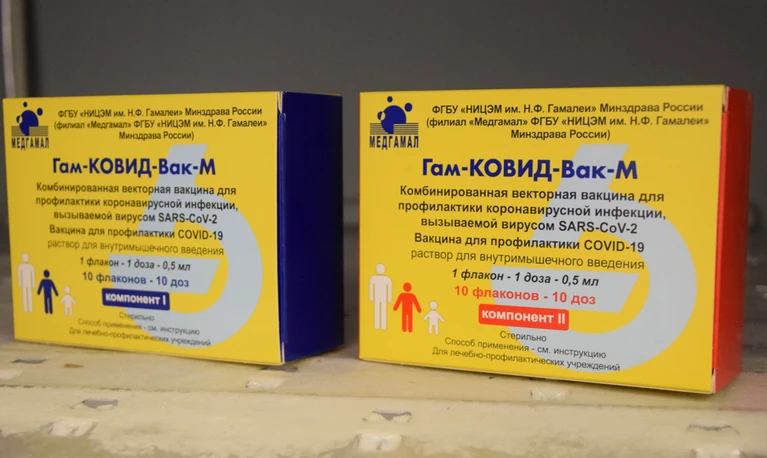 МЕДГАМАЛ
ФГБУ «НИЦЭМ им. Н.Ф. Гамалеи» Минздрава России
(филиал «Медгамал» ФГБУ «НИЦЭМ им. Н.Ф. Гамалеи»
Минздрава России)
Гам-КОВИД-Вак-М
Комбинированная векторная вакцина для
профилактики коронавирусной инфекции,
вызываемой вирусом SARS-CoV-2
Вакцина для профилактики COVID-19
раствор для внутримышечного введения
1 флакон - 1 доза - 0,5 мл
10 флаконов - 10 доз
компонент I
Стерильно
Способ применения - см. инструкцию
Для лечебно-профилактических учреждений
МЕДГАМАЛ
ФГБУ «НИЦЭМ им. Н.Ф. Гамалеи» Минздрава России
(филиал «Медгамал» ФГБУ «НИЦЭМ им. Н.Ф. Гамалеи»
Минздрава России)
Гам-КОВИД-Вак-М
Комбинированная векторная вакцина для
профилактики коронавирусной инфекции,
вызываемой вирусом SARS-CoV-2
Вакцина для профилактики COVID-19
раствор для внутримышечного введения
1 флакон - 1 доза - 0,5 мл
10 флаконов - 10 доз
компонент II
Стерильно
Способ применения - см. инструкцию
Для лечебно-профилактических учреждений